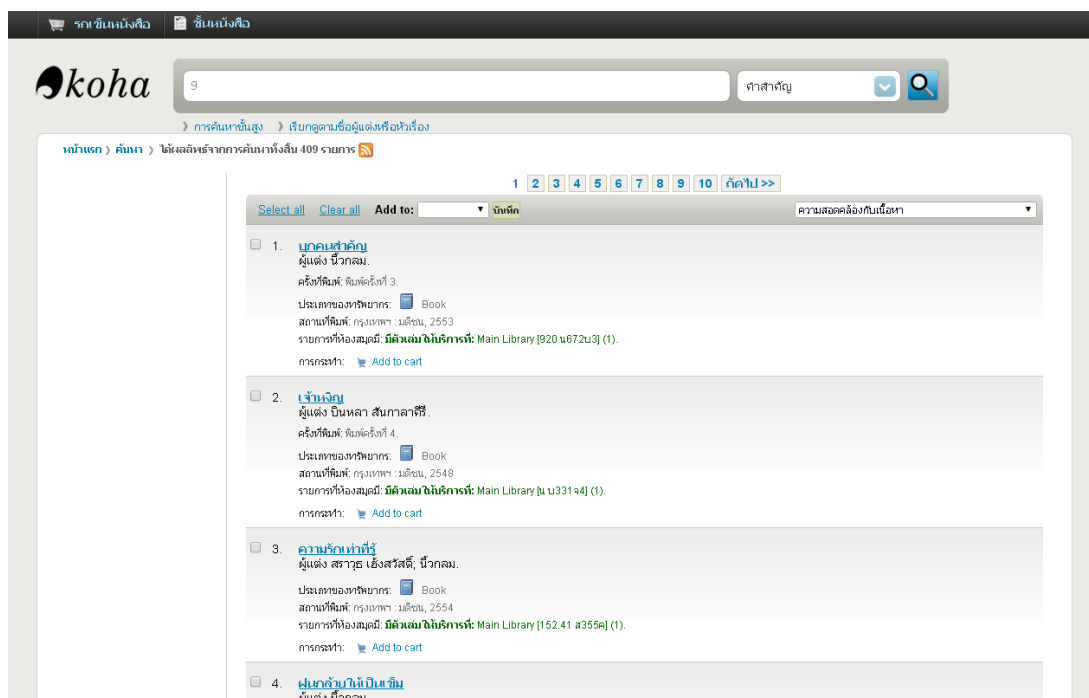 รถเข็นหนังสือ ชั้นหนังสือ
koha 9 คำสำคัญ
》 การค้นหาขั้นสูง 》 เรียกดูตามชื่อผู้แต่งหรือหัวเรื่อง
หน้าแรก 》 ค้นหา 》 ได้ผลลัพธ์จากการค้นหาทั้งสิ้น 409 รายการ
1 2 3 4 5 6 7 8 9 10 ถัดไป >>
Select all Clear all Add to: บันทึก ความสอดคล้องกับเนื้อหา
1. บุคคลสำคัญ
ผู้แต่ง นิ้วกลม.
ครั้งที่พิมพ์: พิมพ์ครั้งที่ 3.
ประเภทของทรัพยากร: Book
สถานที่พิมพ์: กรุงเทพฯ : มติชน, 2553
รายการที่ห้องสมุดมี: มีตัวเล่มให้บริการที่: Main Library [920 น672บ3] (1).
การกระทำ: Add to cart
2. เจ้าหงิญ
ผู้แต่ง บินหลา สันกาลาคีรี.
ครั้งที่พิมพ์: พิมพ์ครั้งที่ 4.
ประเภทของทรัพยากร: Book
สถานที่พิมพ์: กรุงเทพฯ : มติชน, 2548
รายการที่ห้องสมุดมี: มีตัวเล่มให้บริการที่: Main Library [น บ331จ4] (1).
การกระทำ: Add to cart
3. ความรักเท่าที่รู้
ผู้แต่ง สราวุธ เฮ้งสวัสดิ์; นิ้วกลม.
ประเภทของทรัพยากร: Book
สถานที่พิมพ์: กรุงเทพฯ : มติชน, 2554
รายการที่ห้องสมุดมี: มีตัวเล่มให้บริการที่: Main Library [152.41 ส355ค] (1).
การกระทำ: Add to cart
4. ฝนกล้วยให้เป็นเข็ม
ผู้แต่ง นิ้วกลม.